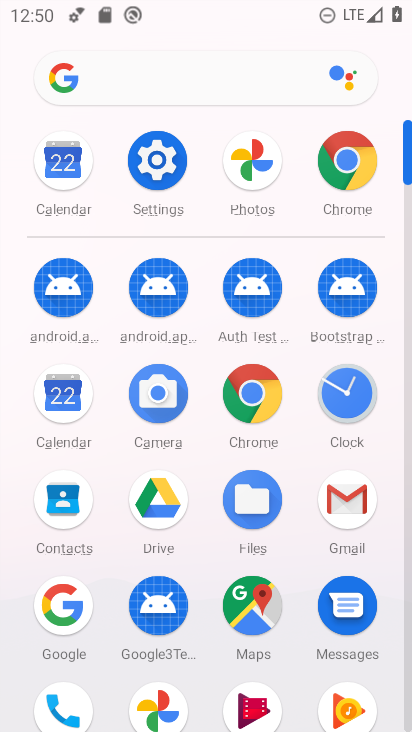 12:50 LTE
Calendar Settings Photos Chrome
android.a... android.ap... Auth Test ... Bootstrap ...
22 Calendar Camera Chrome Clock
Contacts Drive Files Gmail
Google Google3Te... Maps Messages